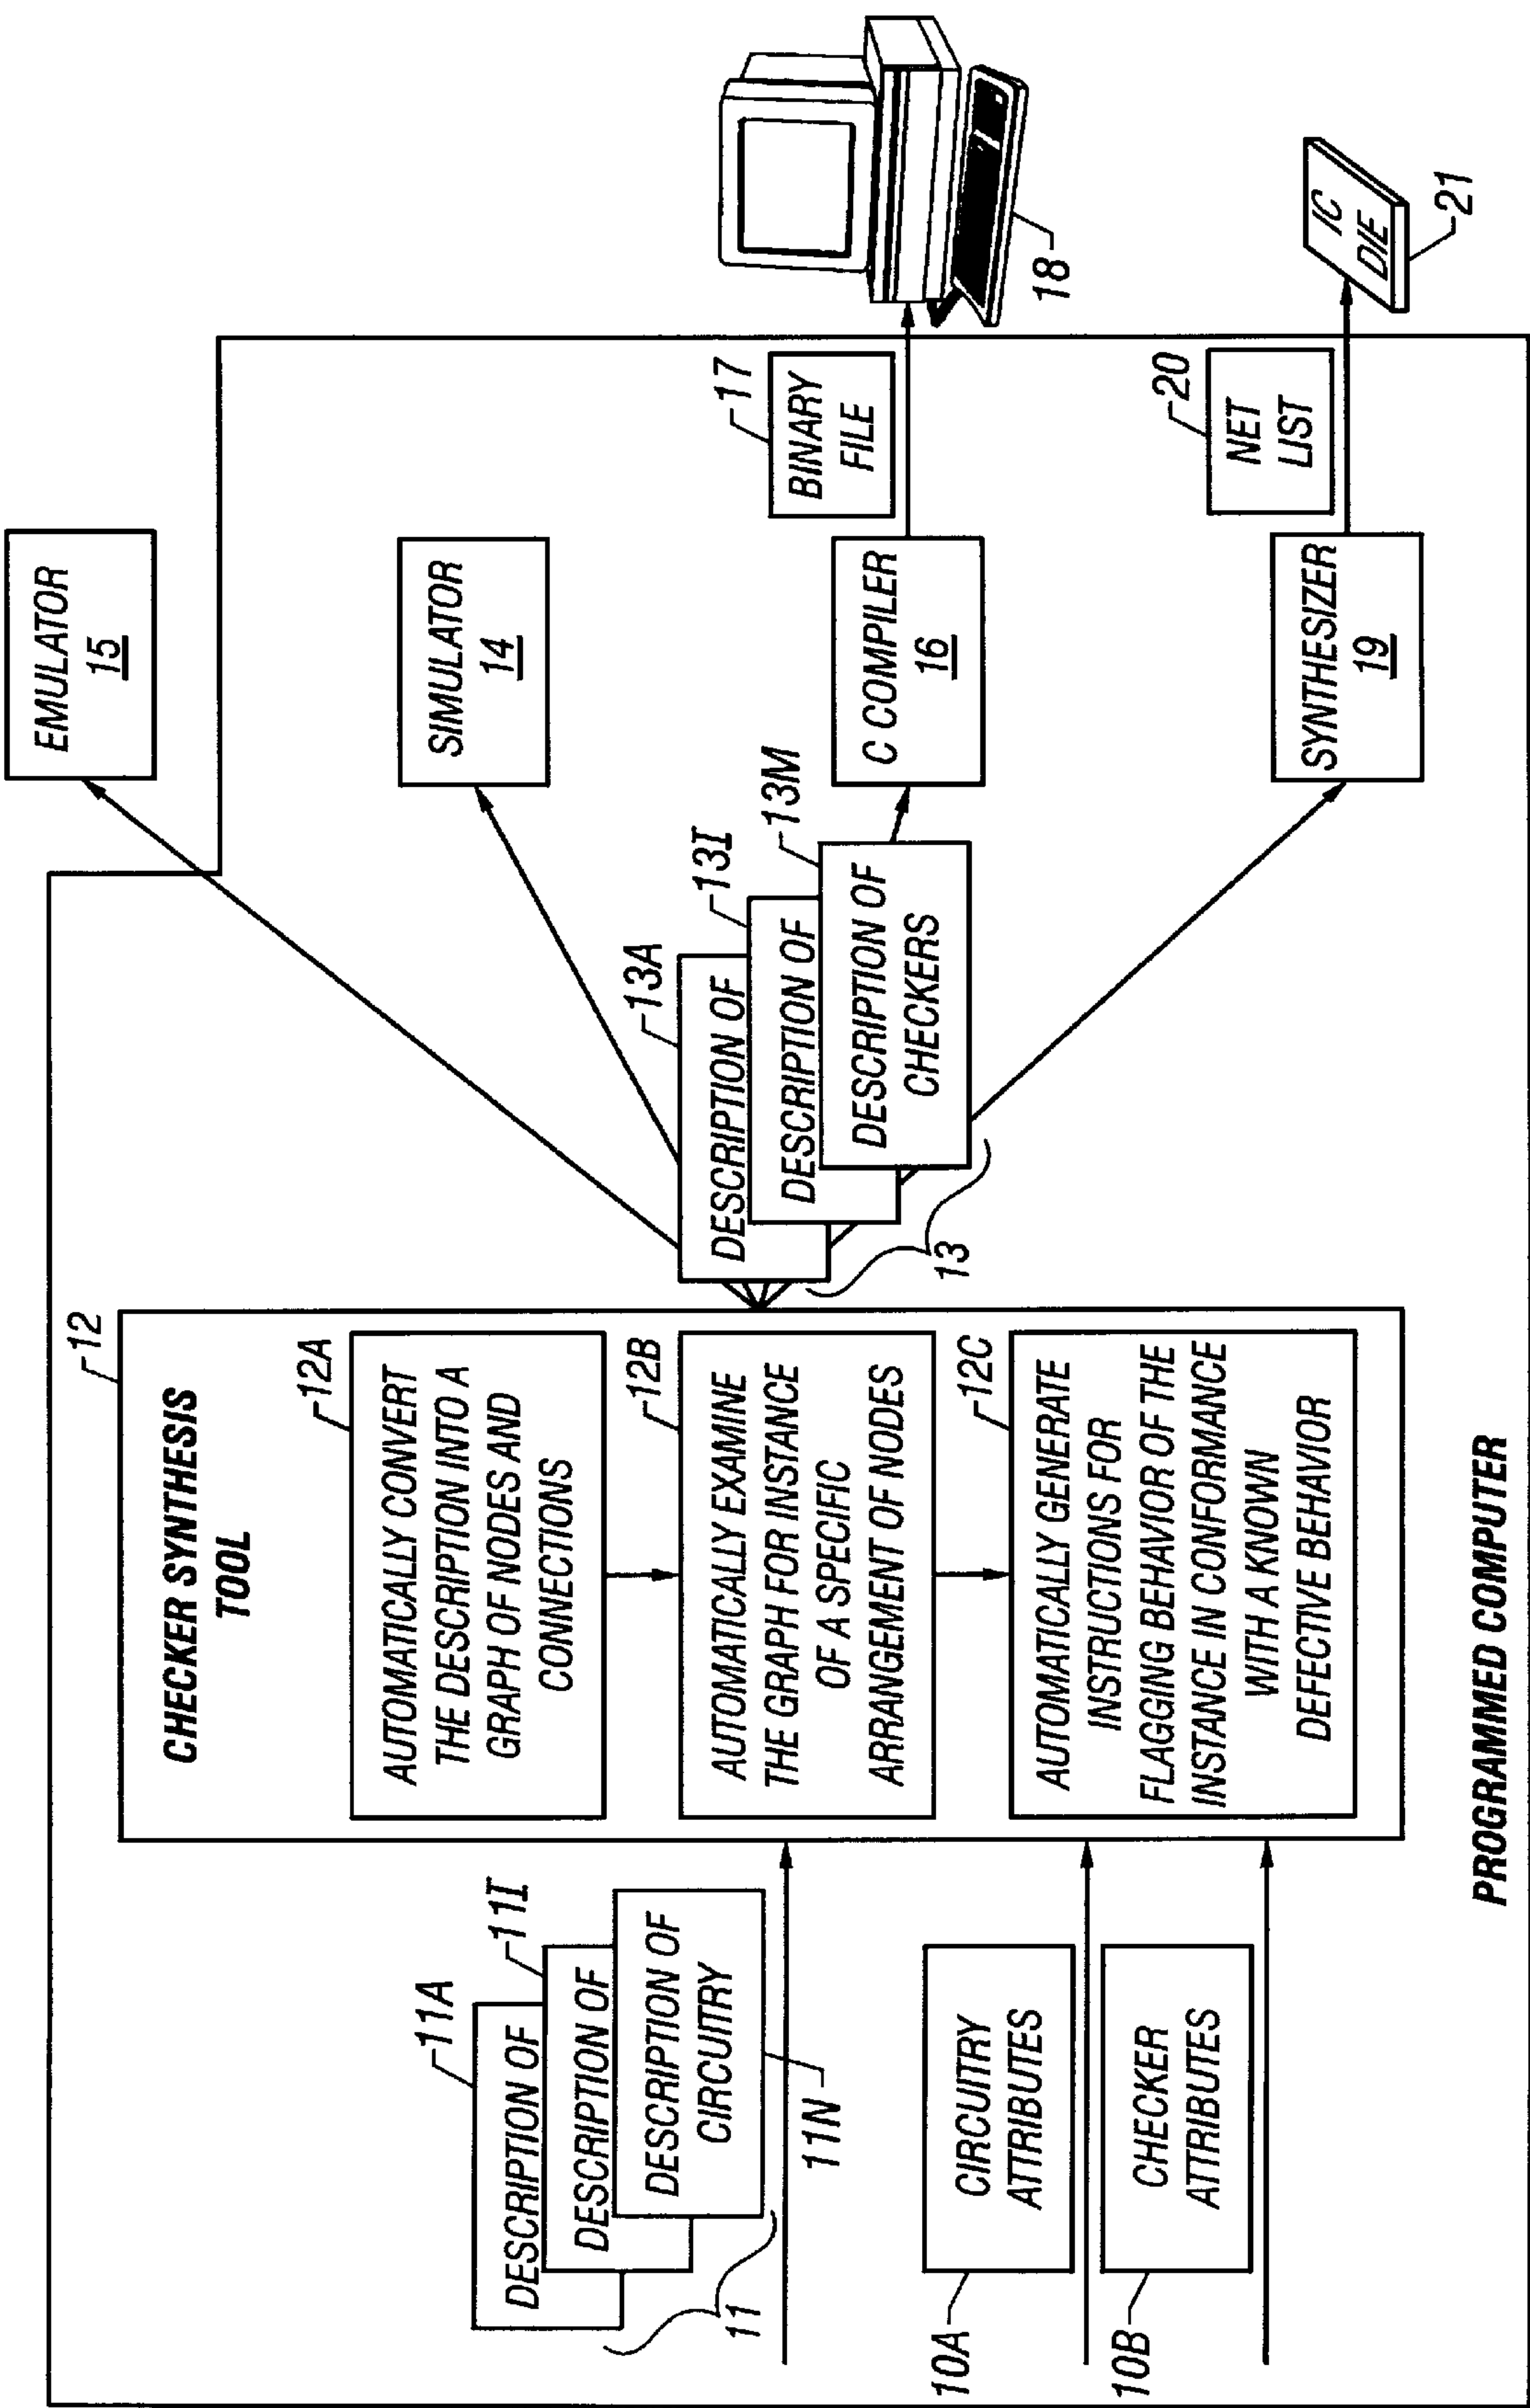 11A
DESCRIPTION OF
11I
DESCRIPTION OF
DESCRIPTION OF
CIRCUITRY
11N
11
10A
CIRCUITRY
ATTRIBUTES
10B
CHECKER
ATTRIBUTES
12
CHECKER SYNTHESIS
TOOL
12A
AUTOMATICALLY CONVERT
THE DESCRIPTION INTO A
GRAPH OF NODES AND
CONNECTIONS
12B
AUTOMATICALLY EXAMINE
THE GRAPH FOR INSTANCE
OF A SPECIFIC
ARRANGEMENT OF NODES
12C
AUTOMATICALLY GENERATE
INSTRUCTIONS FOR
FLAGGING BEHAVIOR OF THE
INSTANCE IN CONFORMANCE
WITH A KNOWN
DEFECTIVE BEHAVIOR
13A
DESCRIPTION OF
13I
DESCRIPTION OF
13M
DESCRIPTION OF
CHECKERS
13
EMULATOR
15
SIMULATOR
14
C COMPILER
16
SYNTHESIZER
19
17
BINARY
FILE
20
NET
LIST
18
IC
DIE
21
PROGRAMMED COMPUTER